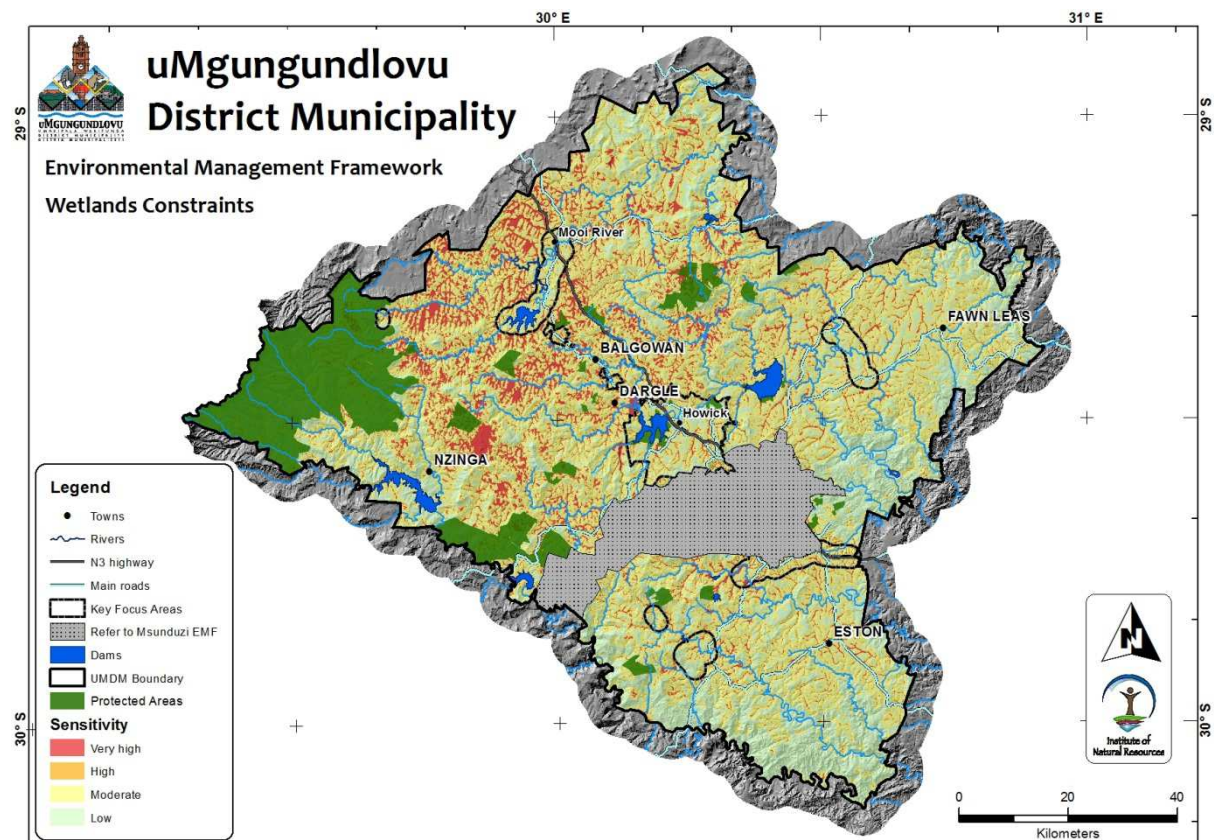 30° E
31° E
uMgungundlovu
District Municipality
Environmental Management Framework
Wetlands Constraints
uMGUNGUNDLOVU
29° S
29° S
Mooi River
FAWN LEAS
BALGOWAN
DARGLE
Howick
NZINGA
ESTON
Legend
Towns
Rivers
N3 highway
Main roads
Key Focus Areas
Refer to Msunduzi EMF
Dams
UMDM Boundary
Protected Areas
Sensitivity
Very high
High
Moderate
Low
30° S
30° S
N
Institute of
Natural Resources
0 20 40
Kilometers